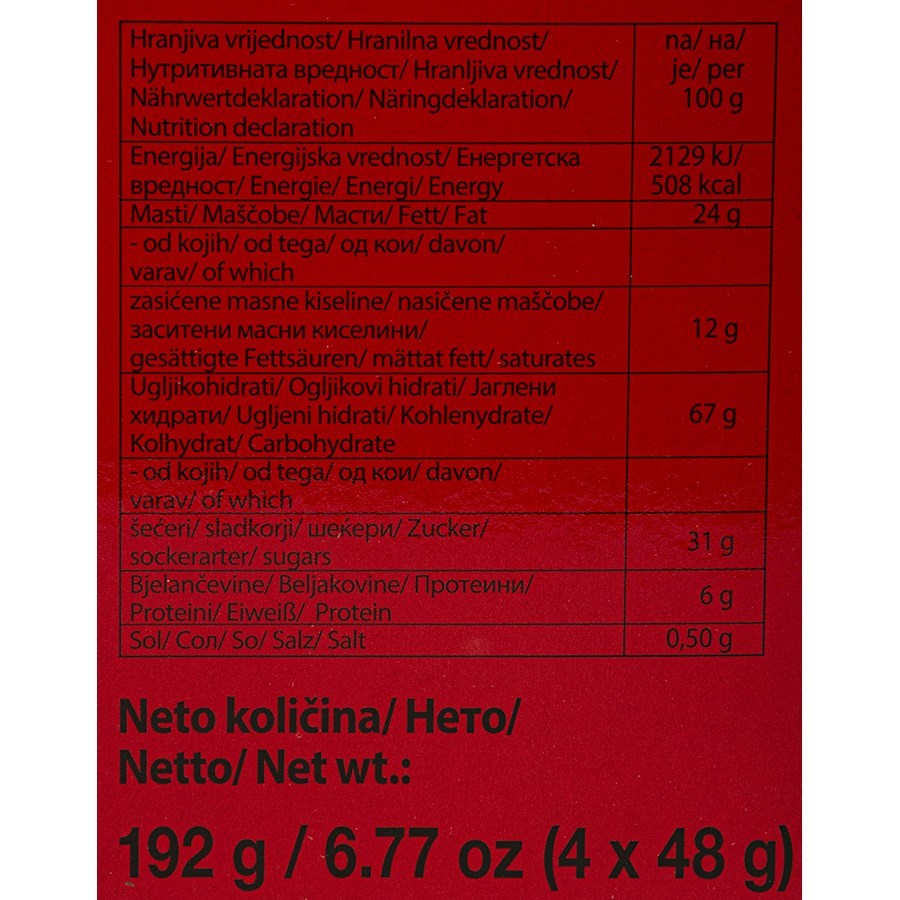 Hranjiva vrijednost/ Hranilna vrednost/
Нутритивната вредност/ Hranljiva vrednost/
Nährwertdeklaration/ Näringdeklaration/
Nutrition declaration
na/ на/
je/ per
100 g
Energija/ Energijska vrednost/ Енергетска
вредност/ Energie/ Energi/ Energy
2129 kJ/
508 kcal
Masti/ Maščobe/ Масти/ Fett/ Fat
24 g
- od kojih/ od tega/ од кои/ davon/
varav/ of which
zasićene masne kiseline/ nasičene maščobe/
заситени масни киселини/
gesättigte Fettsäuren/ mättat fett/ saturates
12 g
Ugljikohidrati/ Ogljikovi hidrati/ Јаглени
хидрати/ Ugljeni hidrati/ Kohlenydrate/
Kolhydrat/ Carbohydrate
67 g
- od kojih/ od tega/ од кои/ davon/
varav/ of which
šećeri/ sladkorji/ шеќери/ Zucker/
sockerarter/ sugars
31 g
Bjelančevine/ Beljakovine/ Протеини/
Proteini/ Eiweiß/ Protein
6 g
Sol/ Сол/ So/ Salz/ Salt
0,50 g
Neto količina/ Нето/
Netto/ Net wt.:
192 g / 6.77 oz (4 x 48 g)